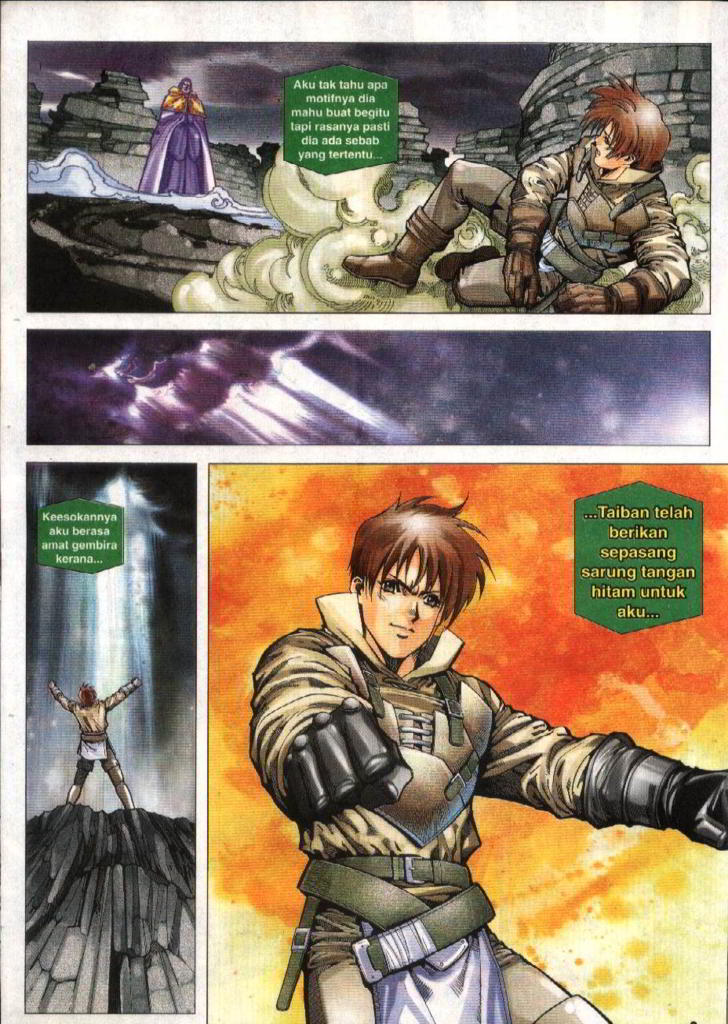 Aku tak tahu apa
motifnya dia
mahu buat begitu
tapi rasanya pasti
dia ada sebab
yang tertentu...
Keesokannya
aku berasa
amat gembira
kerana...
...Taiban telah
berikan
sepasang
sarung tangan
hitam untuk
aku...